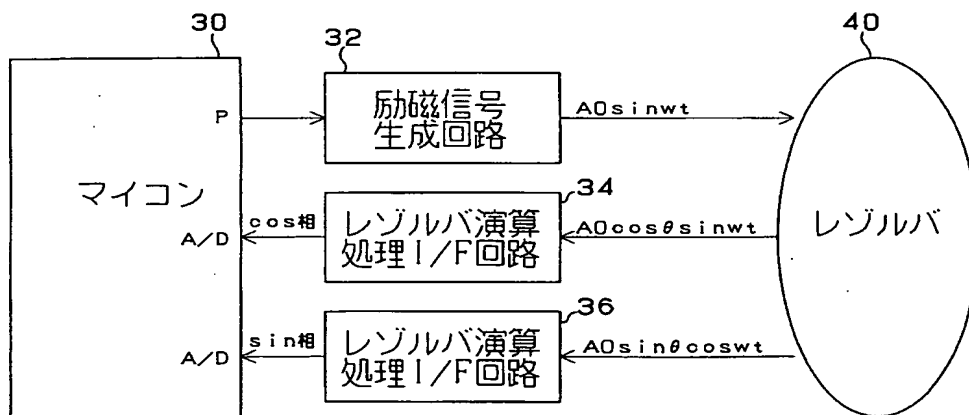 30
32
40
励磁信号
生成回路
P
A0sinwt
マイコン
34
cos相
A/D
レゾルバ演算
処理I/F回路
A0cosθsinwt
レゾルバ
36
sin相
A/D
レゾルバ演算
処理I/F回路
A0sinθcoswt